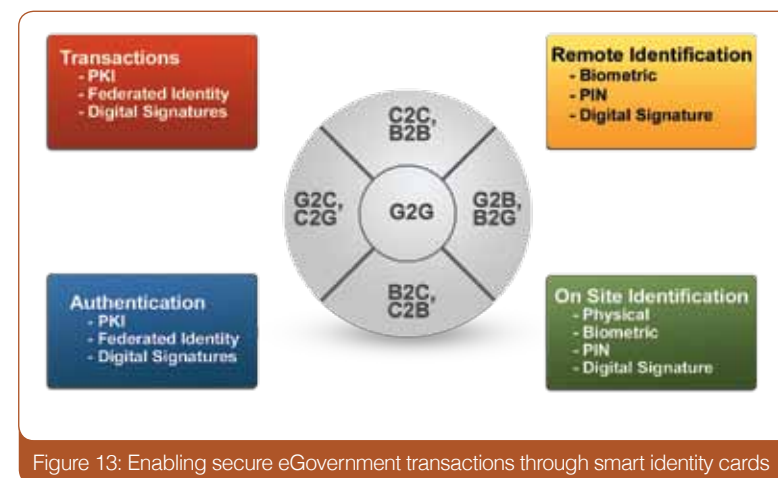 Transactions
- PKI
- Federated Identity
- Digital Signatures
Remote Identification
- Biometric
- PIN
- Digital Signature
C2C,
B2B
G2C,
C2G
G2G
G2B,
B2G
B2C,
C2B
Authentication
- PKI
- Federated Identity
- Digital Signatures
On Site Identification
- Physical
- Biometric
- PIN
- Digital Signature
Figure 13: Enabling secure eGovernment transactions through smart identity cards